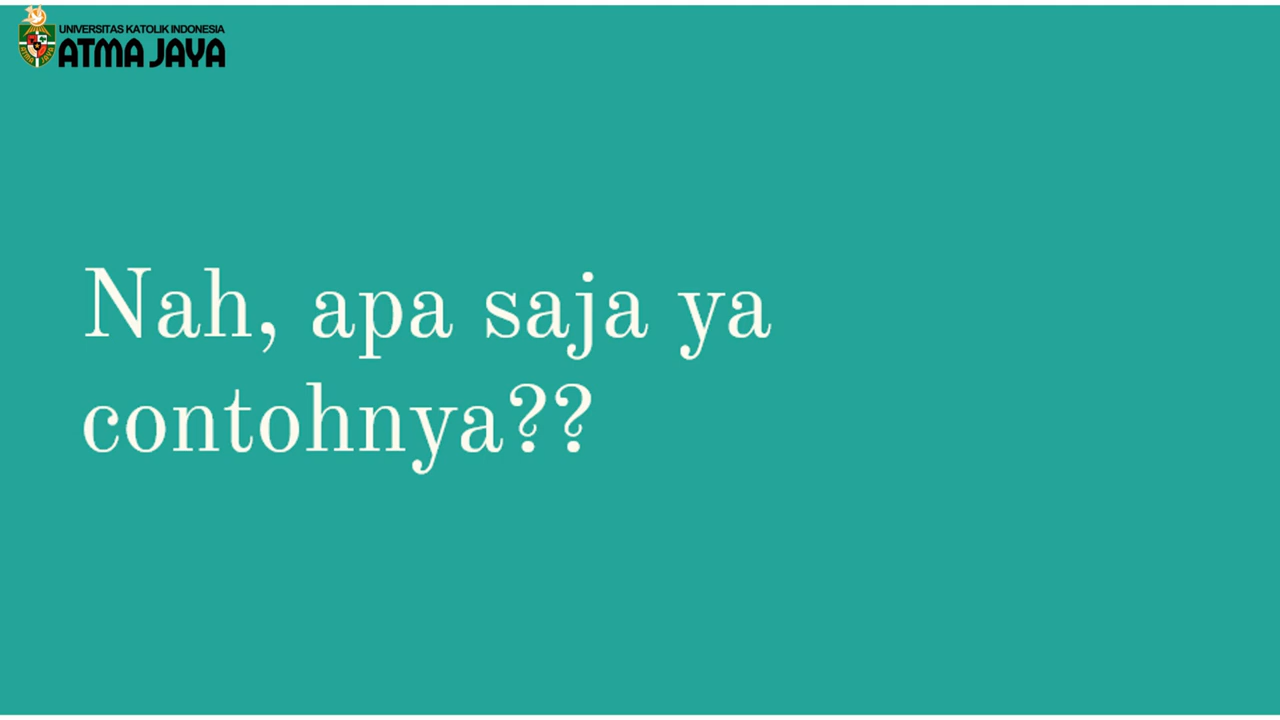 UNIVERSITAS KATOLIK INDONESIA
ATMA JAYA
Nah, apa saja ya
contohnya??